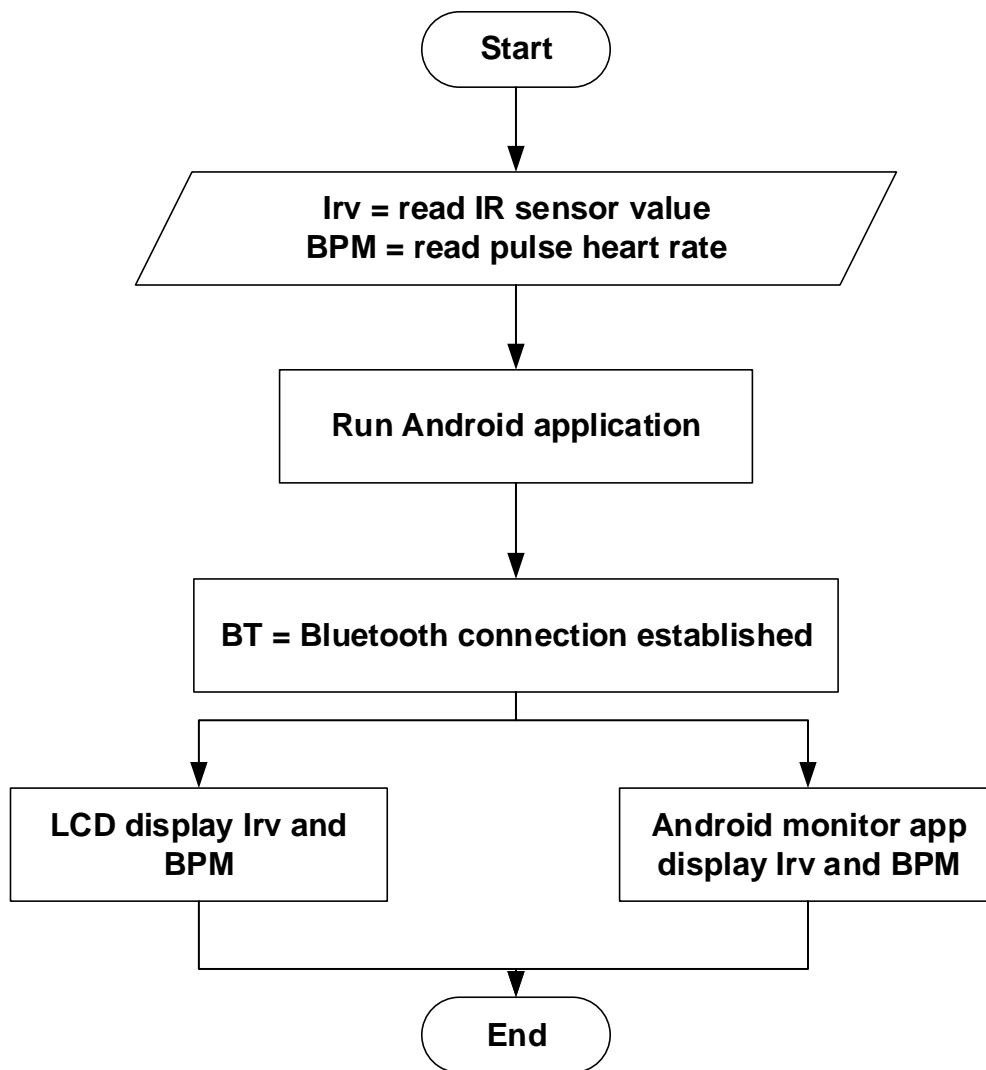 Start
Irv = read IR sensor value
BPM = read pulse heart rate
Run Android application
BT = Bluetooth connection established
LCD display Irv and
BPM
Android monitor app
display Irv and BPM
End